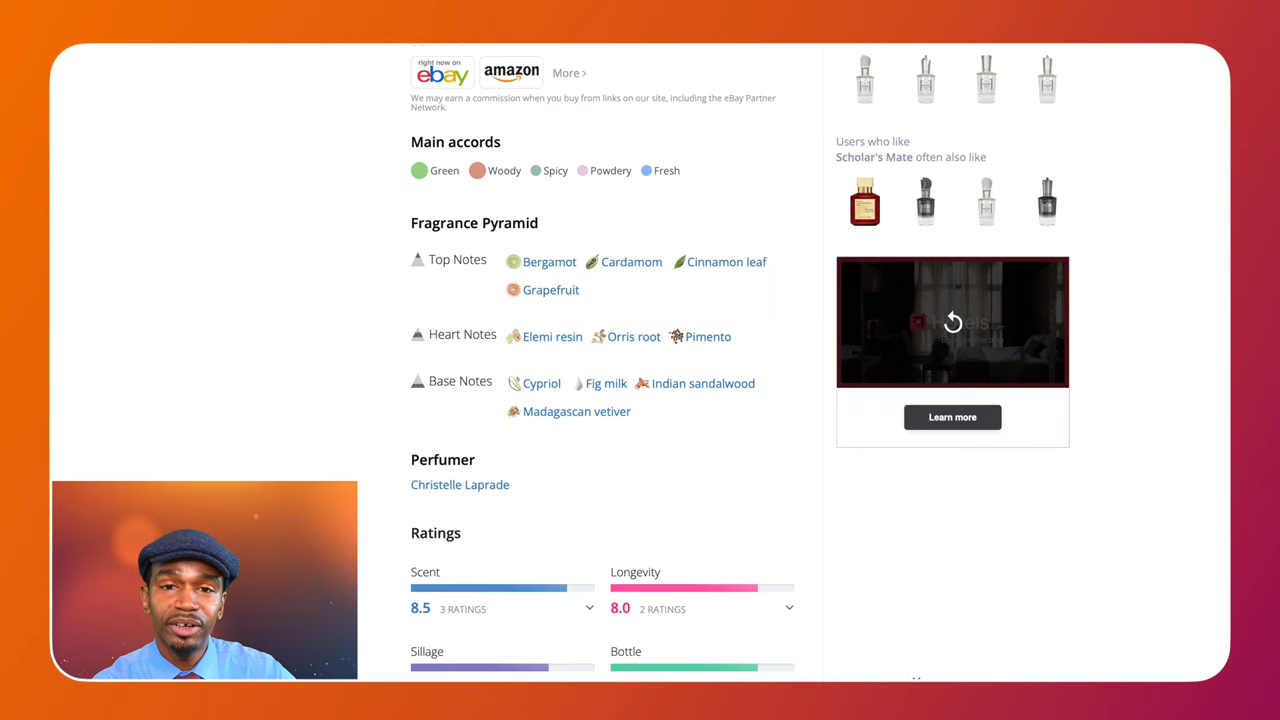 right now on
ebay
amazon
More ›
We may earn a commission when you buy from links on our site, including the eBay Partner
Network.
Main accords
Green Woody Spicy Powdery Fresh
Fragrance Pyramid
Top Notes
Bergamot Cardamom Cinnamon leaf
Grapefruit
Heart Notes
Elemi resin Orris root Pimento
Base Notes
Cypriol Fig milk Indian sandalwood
Madagascan vetiver
Perfumer
Christelle Laprade
Ratings
Scent
8.5 3 RATINGS
Longevity
8.0 2 RATINGS
Sillage
Bottle
Users who like
Scholar's Mate often also like
Learn more